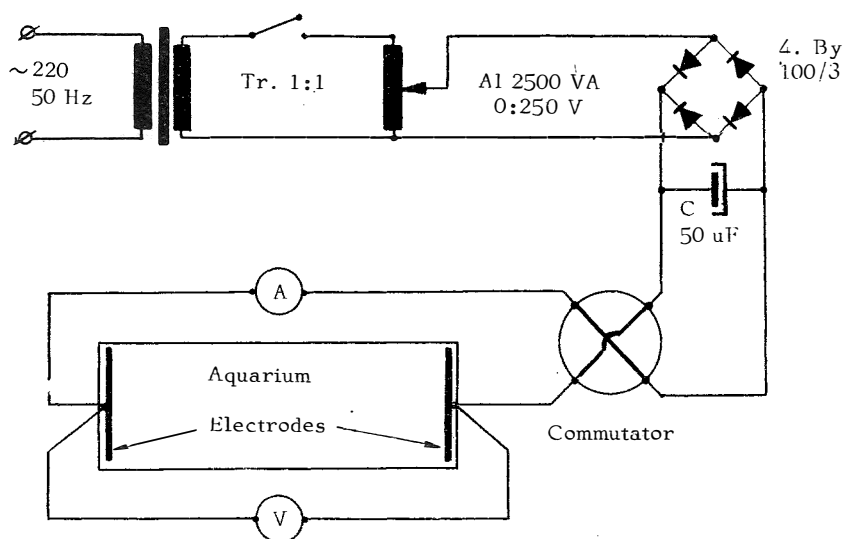 ~220
50 Hz
Tr. 1:1
Al 2500 VA
0:250 V
4. By
100/3
C
50 uF
A
Aquarium
Electrodes
Commutator
V